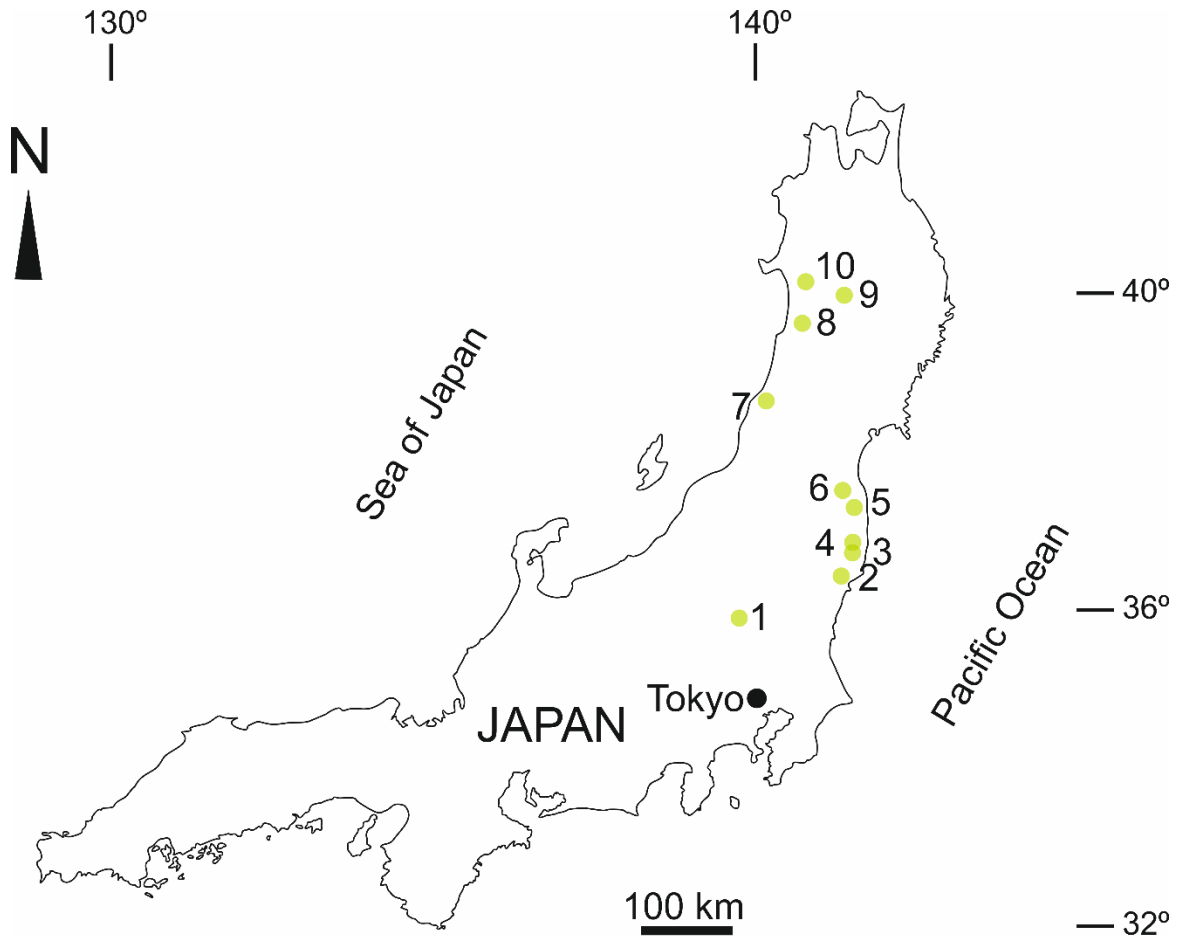 130º
140º
N
10
40º
9
8
Sea of Japan
7
6
5
4
3
2
36º
1
Pacific Ocean
Tokyo
JAPAN
100 km
32º